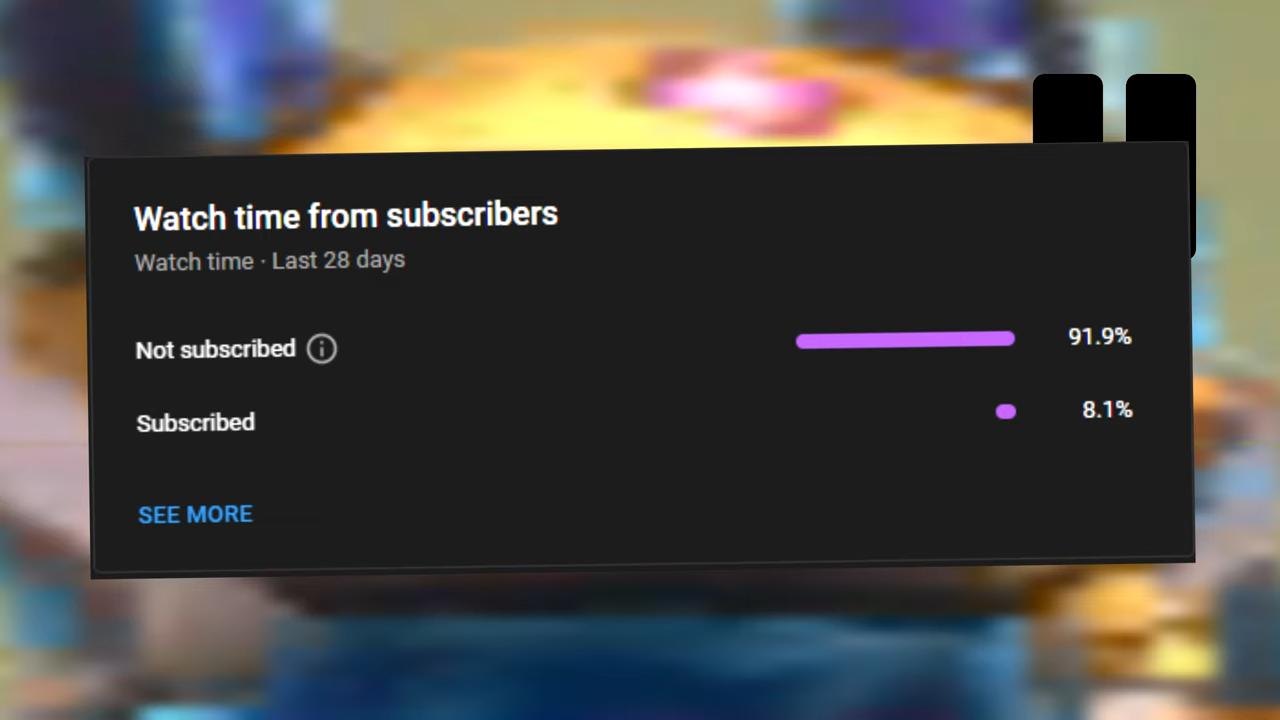 Watch time from subscribers
Watch time · Last 28 days
Not subscribed 91.9%
Subscribed 8.1%
SEE MORE